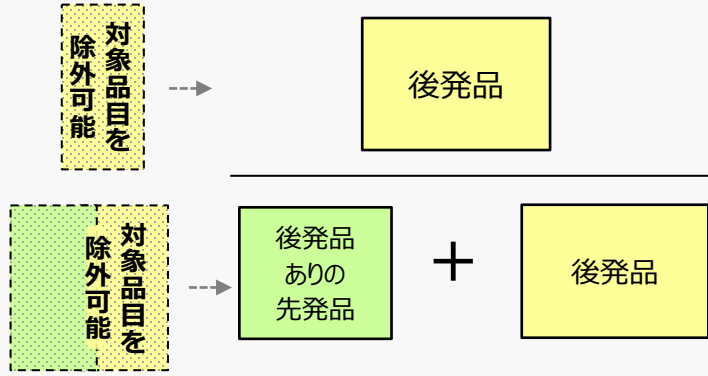 対象品目を
除外可能
後発品
対象品目を
除外可能
後発品
ありの
先発品
+
後発品